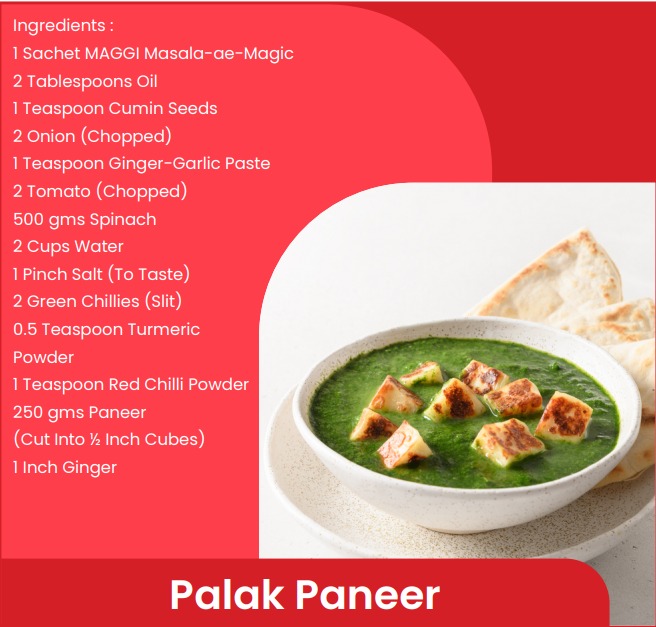 Ingredients :
1 Sachet MAGGI Masala-ae-Magic
2 Tablespoons Oil
1 Teaspoon Cumin Seeds
2 Onion (Chopped)
1 Teaspoon Ginger-Garlic Paste
2 Tomato (Chopped)
500 gms Spinach
2 Cups Water
1 Pinch Salt (To Taste)
2 Green Chillies (Slit)
0.5 Teaspoon Turmeric
Powder
1 Teaspoon Red Chilli Powder
250 gms Paneer
(Cut Into ½ Inch Cubes)
1 Inch Ginger
Palak Paneer